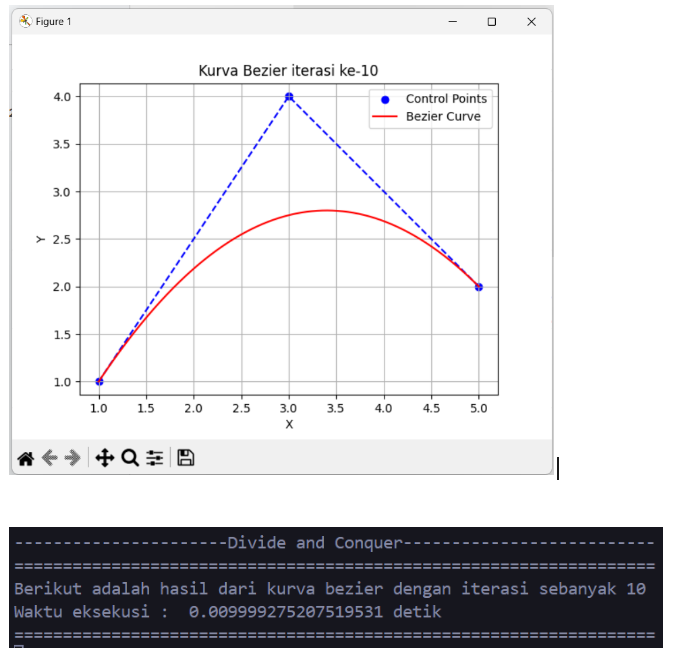 Figure 1
Kurva Bezier iterasi ke-10
Control Points
Bezier Curve
4.0
3.5
3.0
2.5
2.0
1.5
1.0
Y
1.0 1.5 2.0 2.5 3.0 3.5 4.0 4.5 5.0
X
----------------------Divide and Conquer--------------------------
==================================================================
Berikut adalah hasil dari kurva bezier dengan iterasi sebanyak 10
Waktu eksekusi :  0.009999275207519531 detik
==================================================================